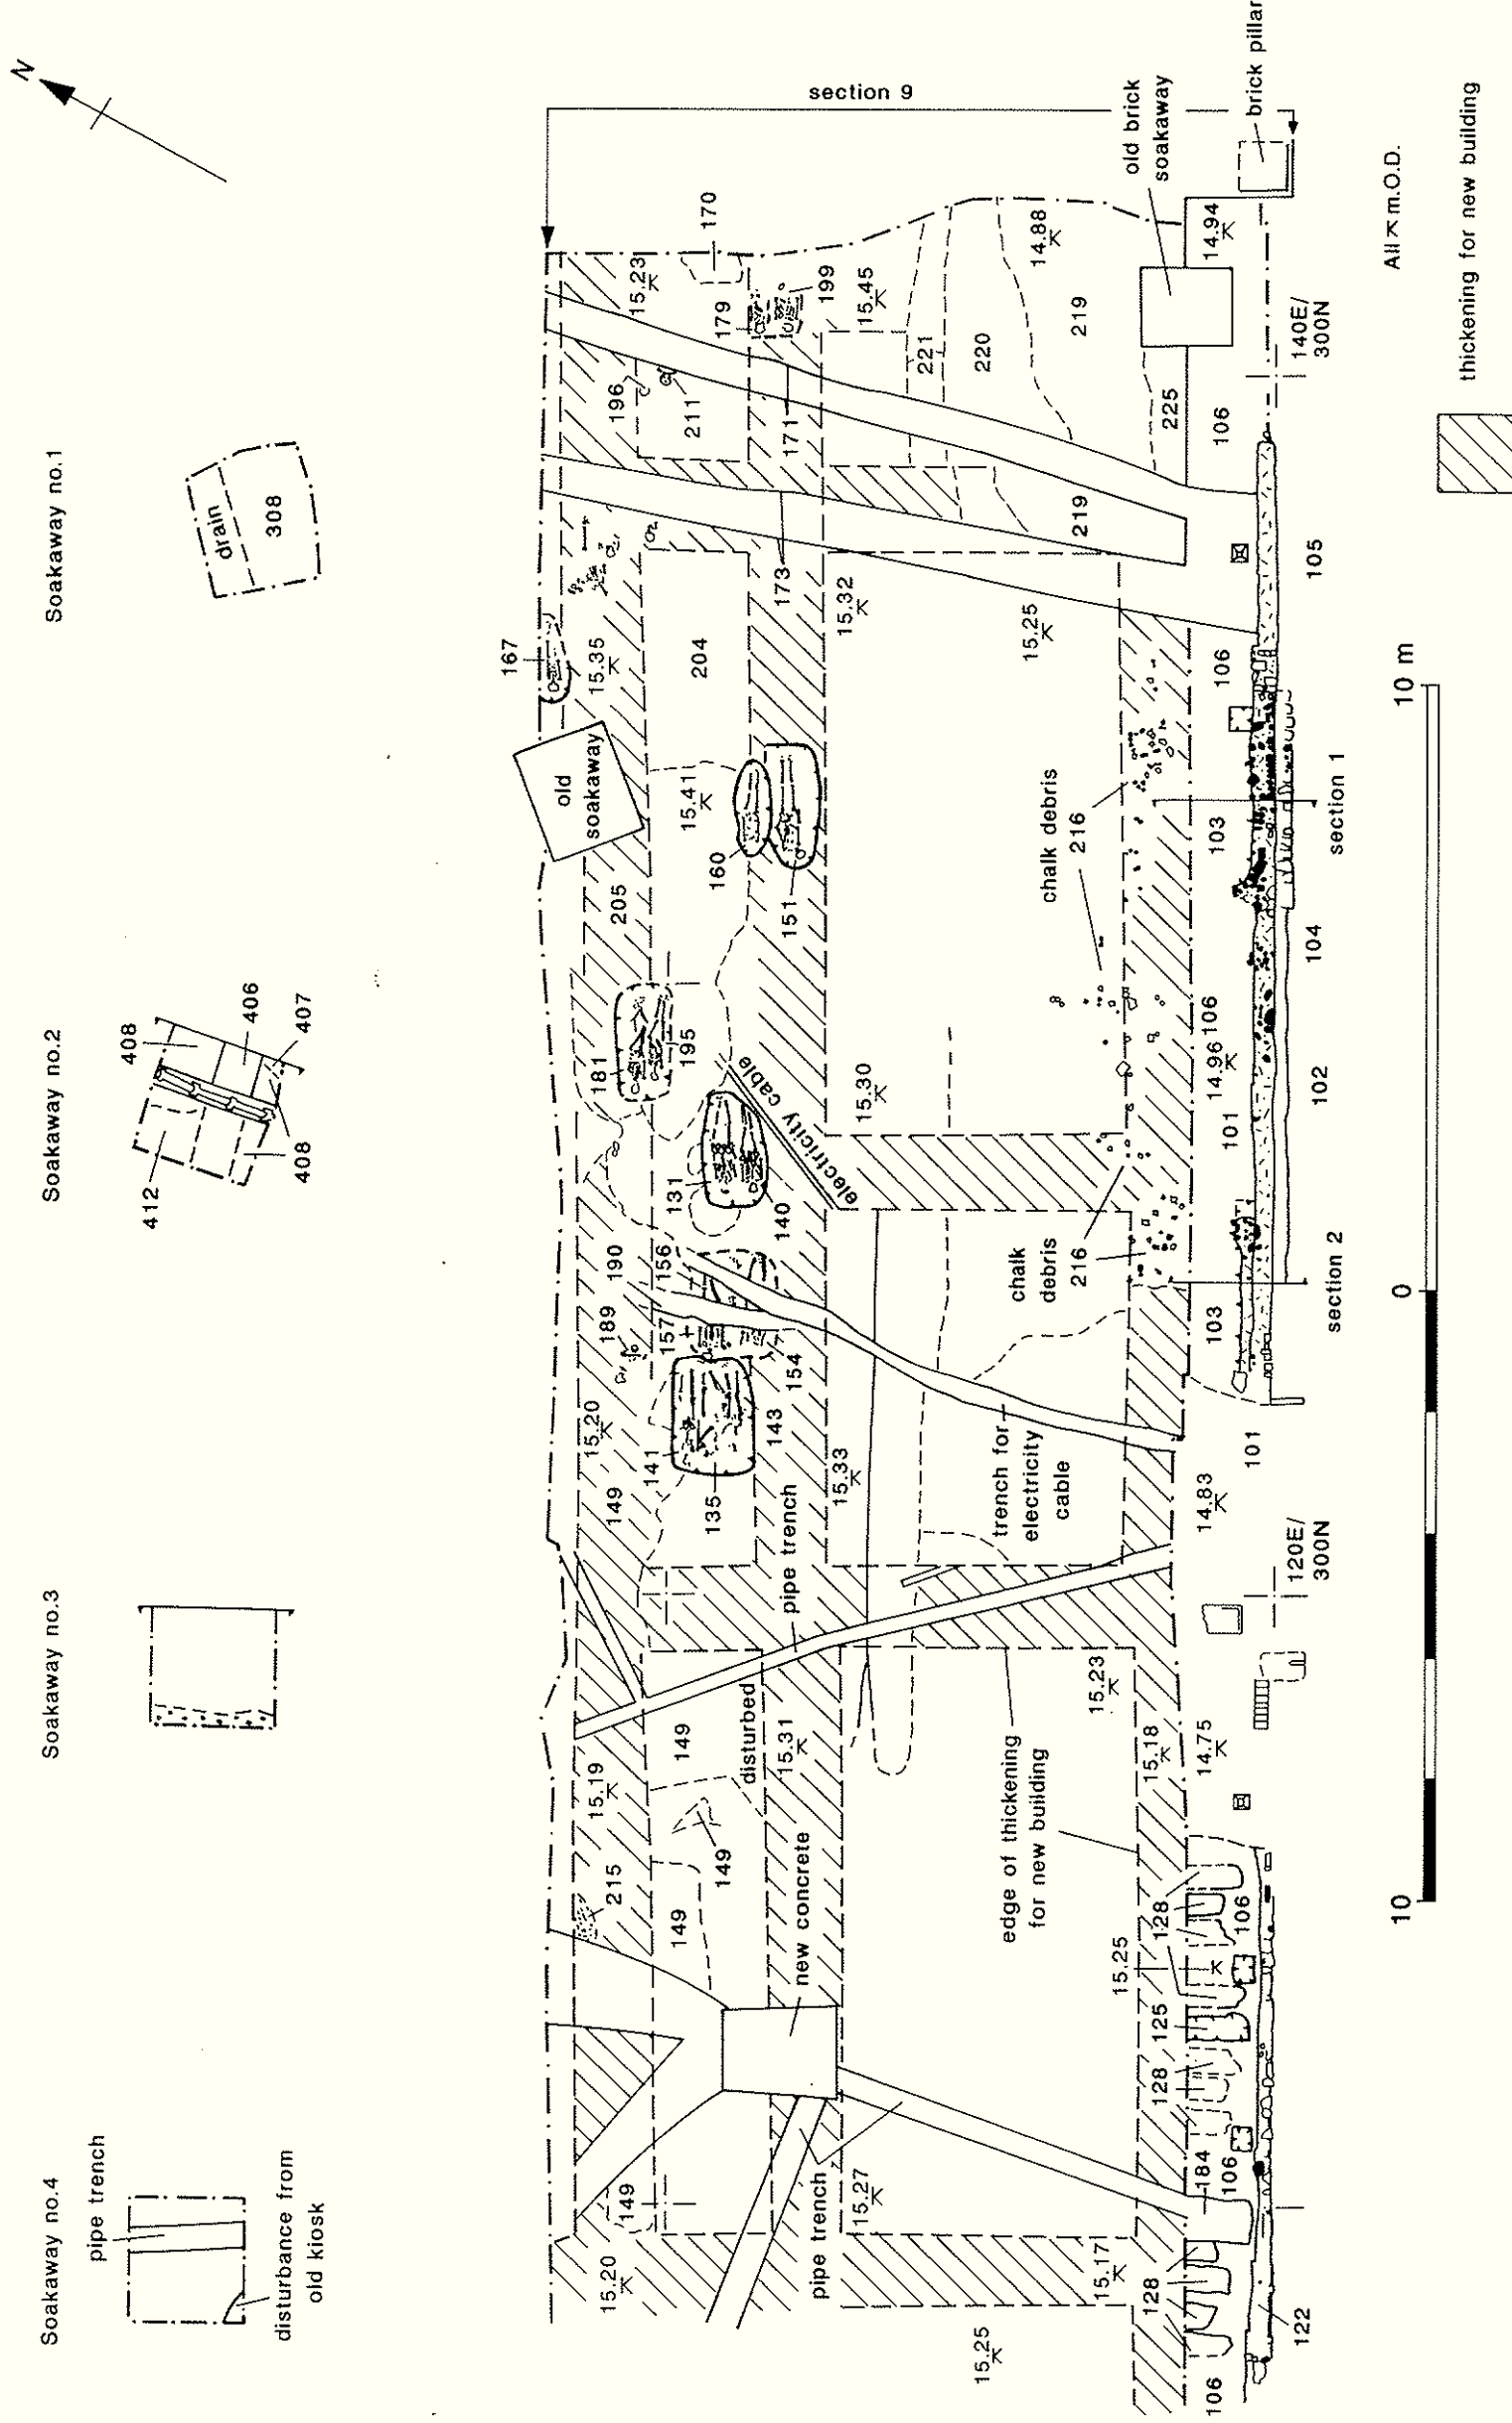 Soakaway no.4
pipe trench
disturbance from
old kiosk
Soakaway no.3
Soakaway no.2
412
408
408
406
407
Soakaway no.1
drain
308
N
section 9
15.20
149
215
15.19
149
149
149
disturbed
new concrete
15.31
pipe trench
15.27
pipe trench
149
15.20
141
135
143
189
157
154
190
156
131
140
181
195
electricity cable
205
old
soakaway
167
15.35
15.41
204
160
151
173
196
211
171
15.23
170
179
199
15.45
221
220
219
14.88
219
225
old brick
soakaway
14.94
brick pillar
15.33
15.30
15.32
15.25
trench for
electricity
cable
edge of thickening
for new building
15.23
15.18
14.75
15.25
15.17
15.25
chalk
debris
216
chalk debris
216
106
128
122
184
106
128
125
128
106
120E/
300N
14.83
101
103
section 2
101
14.96
106
102
104
103
section 1
106
105
106
140E/
300N
10
0
10 m
All m.O.D.
thickening for new building